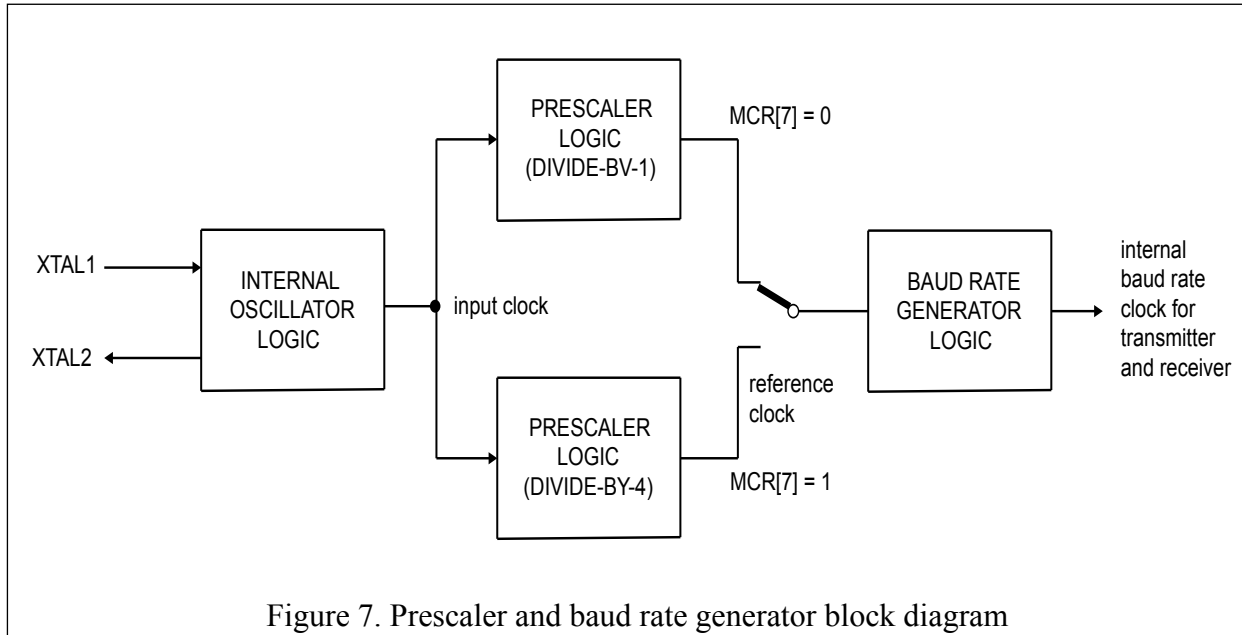 PRESCALER
LOGIC
(DIVIDE-BV-1)
MCR[7] = 0
XTAL1
XTAL2
INTERNAL
OSCILLATOR
LOGIC
input clock
BAUD RATE
GENERATOR
LOGIC
internal
baud rate
clock for
transmitter
and receiver
reference
clock
PRESCALER
LOGIC
(DIVIDE-BY-4)
MCR[7] = 1
Figure 7. Prescaler and baud rate generator block diagram